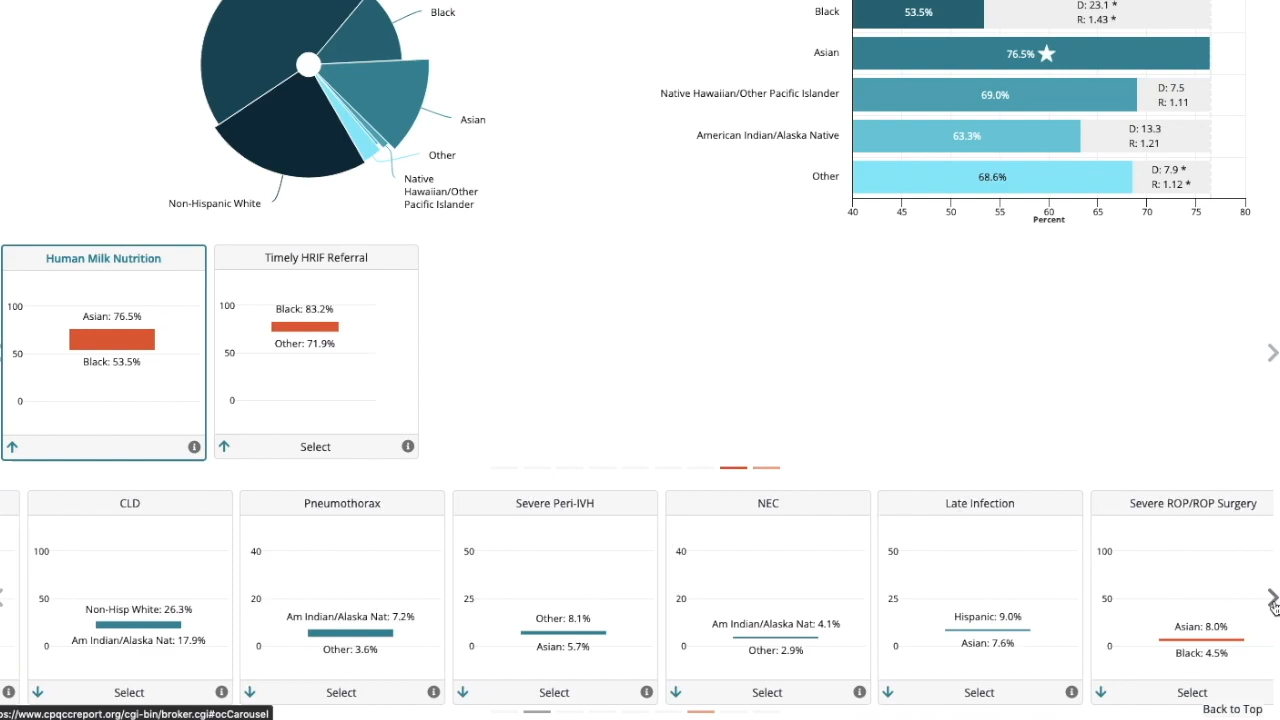 Black
Asian
Other
Native
Hawaiian/Other
Pacific Islander
Non-Hispanic White
Black
53.5%
D: 23.1 *
R: 1.43 *
Asian
76.5%
Native Hawaiian/Other Pacific Islander
69.0%
D: 7.5
R: 1.11
American Indian/Alaska Native
63.3%
D: 13.3
R: 1.21
Other
68.6%
D: 7.9 *
R: 1.12 *
40 45 50 55 60 65 70 75 80
Percent
Human Milk Nutrition
100
Asian: 76.5%
50
Black: 53.5%
0
Timely HRIF Referral
100
Black: 83.2%
Other: 71.9%
50
0
Select
CLD
100
50
Non-Hisp White: 26.3%
Am Indian/Alaska Nat: 17.9%
0
Select
Pneumothorax
40
20
Am Indian/Alaska Nat: 7.2%
0
Other: 3.6%
Select
Severe Peri-IVH
50
25
Other: 8.1%
0
Asian: 5.7%
Select
NEC
40
20
Am Indian/Alaska Nat: 4.1%
0
Other: 2.9%
Select
Late Infection
50
25
Hispanic: 9.0%
0
Asian: 7.6%
Select
Severe ROP/ROP Surgery
100
50
Asian: 8.0%
0
Black: 4.5%
Select
Back to Top
ps://www.cpqccreport.org/cgi-bin/broker.cgi#ocCarousel